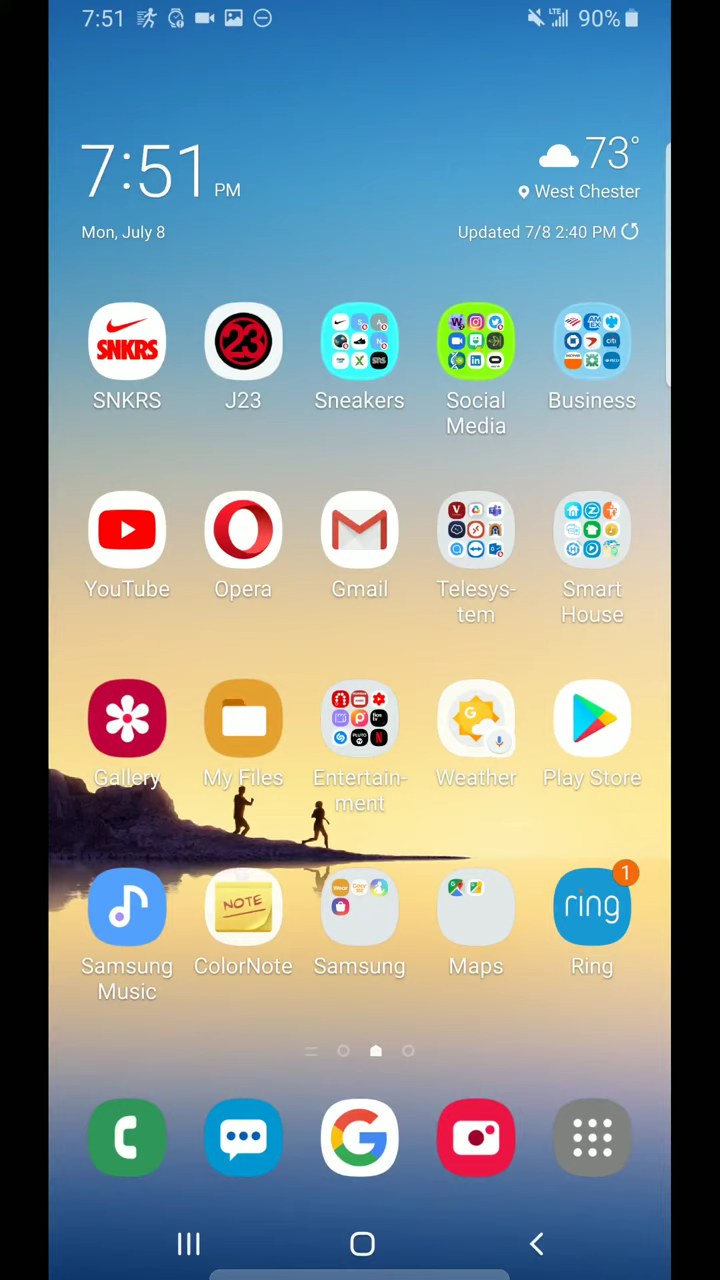 7:51
LTE 90%
7:51 PM
73°
West Chester
Mon, July 8
Updated 7/8 2:40 PM
SNKRS
23
SNKRS
J23
Sneakers
Social
Media
Business
YouTube
Opera
Gmail
Telesys-
tem
Smart
House
Gallery
My Files
Entertain-
ment
Weather
Play Store
NOTE
ring
1
Samsung
Music
ColorNote
Samsung
Maps
Ring